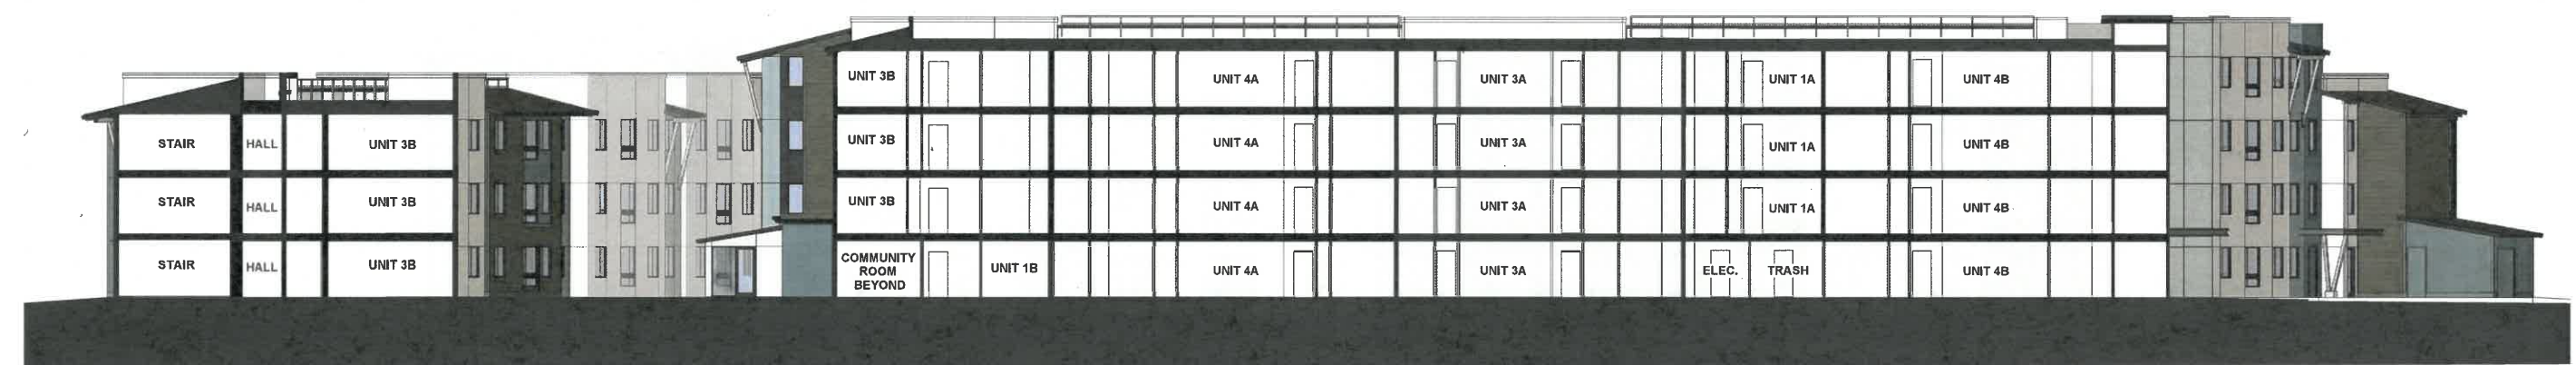 UNIT 3B UNIT 4A UNIT 3A UNIT 1A UNIT 4B
STAIR HALL UNIT 3B UNIT 3B UNIT 4A UNIT 3A UNIT 1A UNIT 4B
STAIR HALL UNIT 3B UNIT 3B UNIT 4A UNIT 3A UNIT 1A UNIT 4B
STAIR HALL UNIT 3B
COMMUNITY
ROOM
BEYOND
UNIT 1B UNIT 4A UNIT 3A ELEC. TRASH UNIT 4B